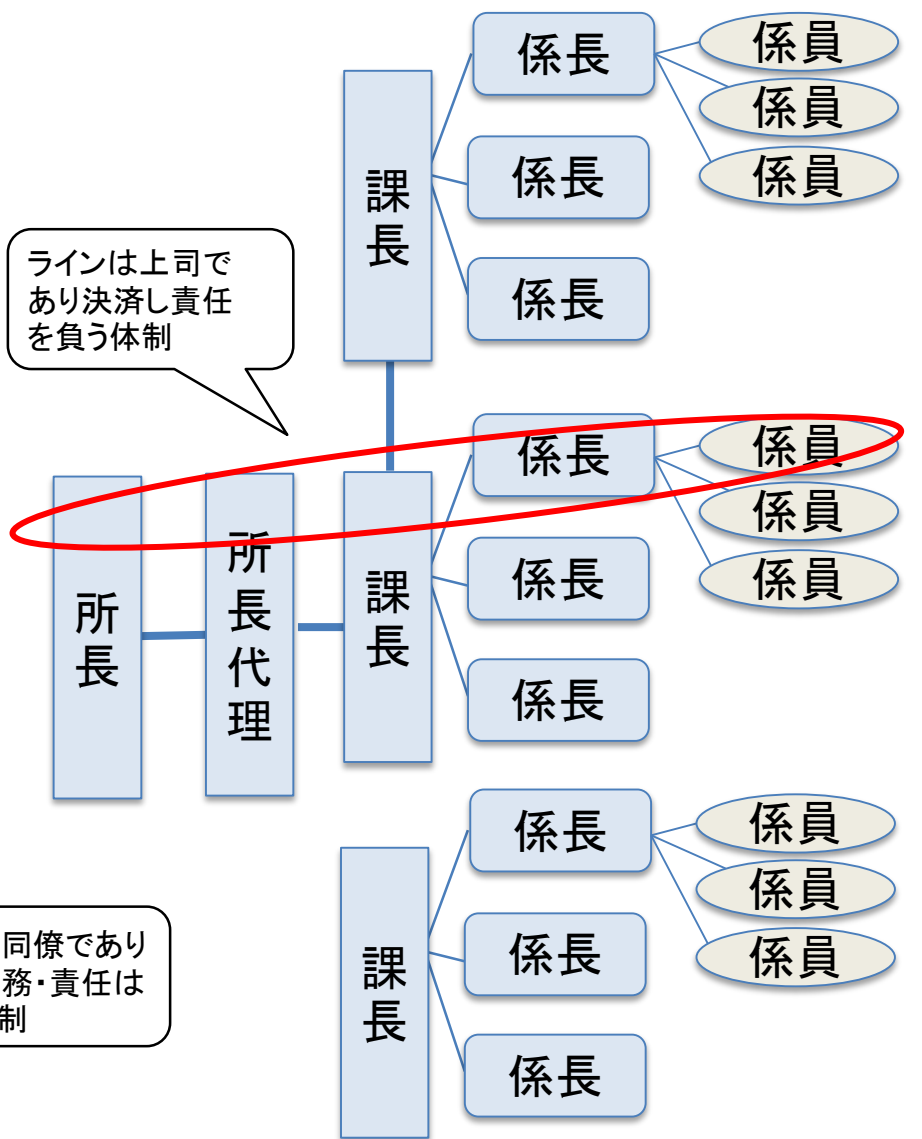 係長
係員
係員
係員
課長
係長
係長
ラインは上司で
あり決済し責任
を負う体制
係長
係員
係員
係員
所長
所長代理
課長
係長
係長
係長
係員
係員
係員
課長
係長
係長
同僚であり
務・責任は
制